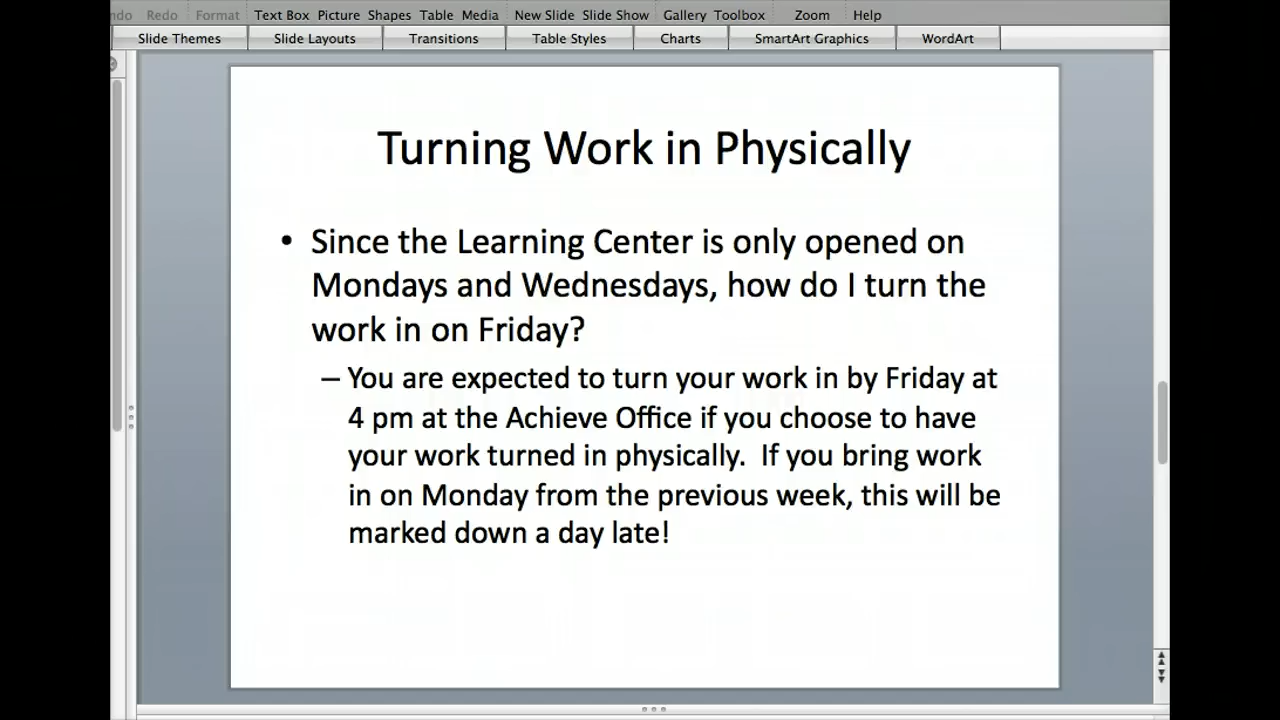 Redo Format Text Box Picture Shapes Table Media New Slide Slide Show Gallery Toolbox Zoom Help
Slide Themes Slide Layouts Transitions Table Styles Charts SmartArt Graphics WordArt
Turning Work in Physically
• Since the Learning Center is only opened on
Mondays and Wednesdays, how do I turn the
work in on Friday?
– You are expected to turn your work in by Friday at
4 pm at the Achieve Office if you choose to have
your work turned in physically. If you bring work
in on Monday from the previous week, this will be
marked down a day late!